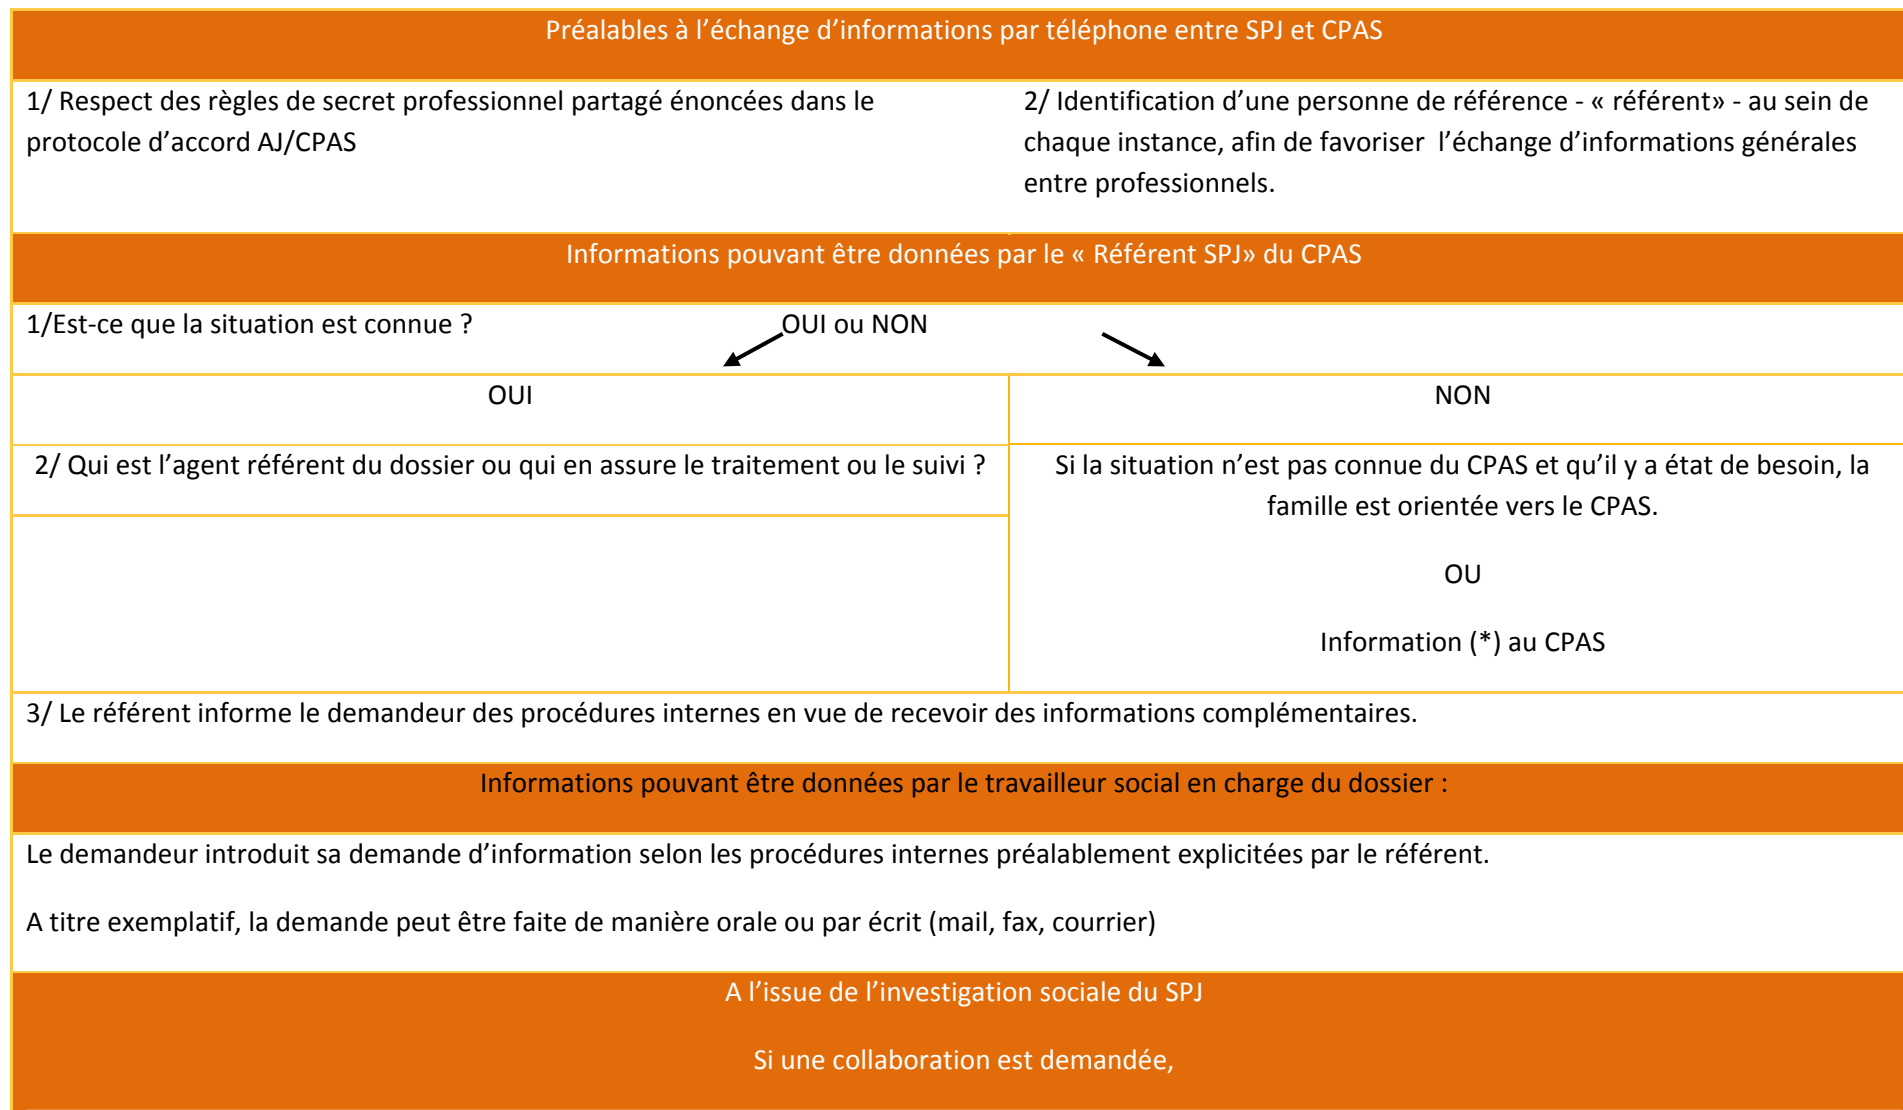 Préalables à l’échange d’informations par téléphone entre SPJ et CPAS
1/ Respect des règles de secret professionnel partagé énoncées dans le
protocole d’accord AJ/CPAS
2/ Identification d’une personne de référence - « référent» - au sein de
chaque instance, afin de favoriser l’échange d’informations générales
entre professionnels.
Informations pouvant être données par le « Référent SPJ» du CPAS
1/Est-ce que la situation est connue ? OUI ou NON
OUI
NON
2/ Qui est l’agent référent du dossier ou qui en assure le traitement ou le suivi ?
Si la situation n’est pas connue du CPAS et qu’il y a état de besoin, la
famille est orientée vers le CPAS.
OU
Information (*) au CPAS
3/ Le référent informe le demandeur des procédures internes en vue de recevoir des informations complémentaires.
Informations pouvant être données par le travailleur social en charge du dossier :
Le demandeur introduit sa demande d’information selon les procédures internes préalablement explicitées par le référent.
A titre exemplatif, la demande peut être faite de manière orale ou par écrit (mail, fax, courrier)
A l’issue de l’investigation sociale du SPJ
Si une collaboration est demandée,